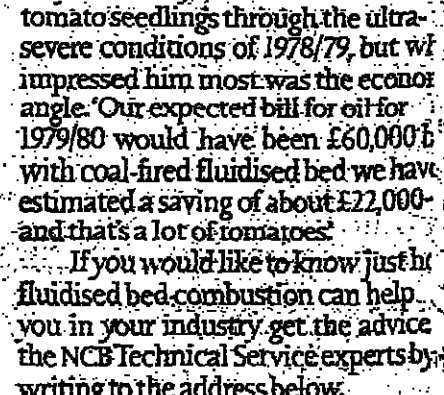 tomato seedlings through the ultra-
severe conditions of 1978/79, but
impressed him most was the
angle. 'Our expected bill for oil for
1979/80 would have been £60,000
with coal-fired fluidised bed we have
estimated a saving of about £22,000-
and that's a lot of tomatoes.'
If you would like to know just
fluidised bed combustion can help
you in your industry get the advice
the NCB Technical Service experts by
writing to the address below.